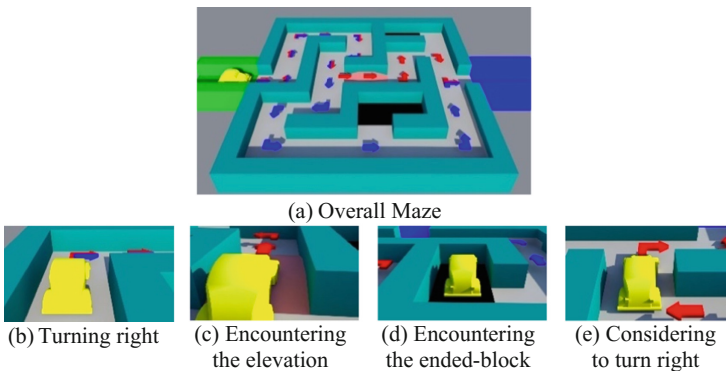 (a) Overall Maze
(b) Turning right
(c) Encountering
the elevation
(d) Encountering
the ended-block
(e) Considering
to turn right